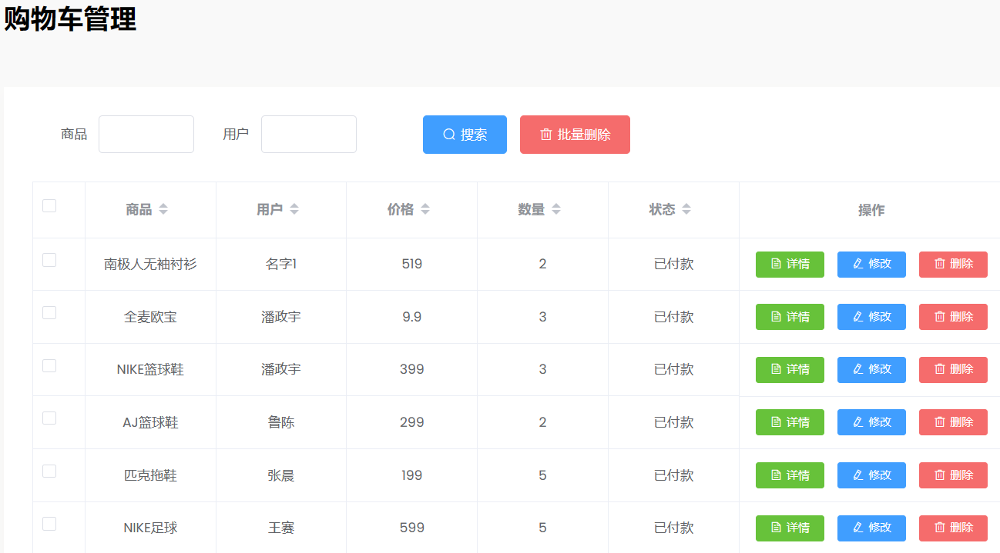 购物车管理
商品 用户 搜索 批量删除
商品 用户 价格 数量 状态 操作
南极人无袖衬衫 名字1 519 2 已付款 详情 修改 删除
全麦欧宝 潘政宇 9.9 3 已付款 详情 修改 删除
NIKE篮球鞋 潘政宇 399 3 已付款 详情 修改 删除
AJ篮球鞋 鲁陈 299 2 已付款 详情 修改 删除
匹克拖鞋 张晨 199 5 已付款 详情 修改 删除
NIKE足球 王赛 599 5 已付款 详情 修改 删除